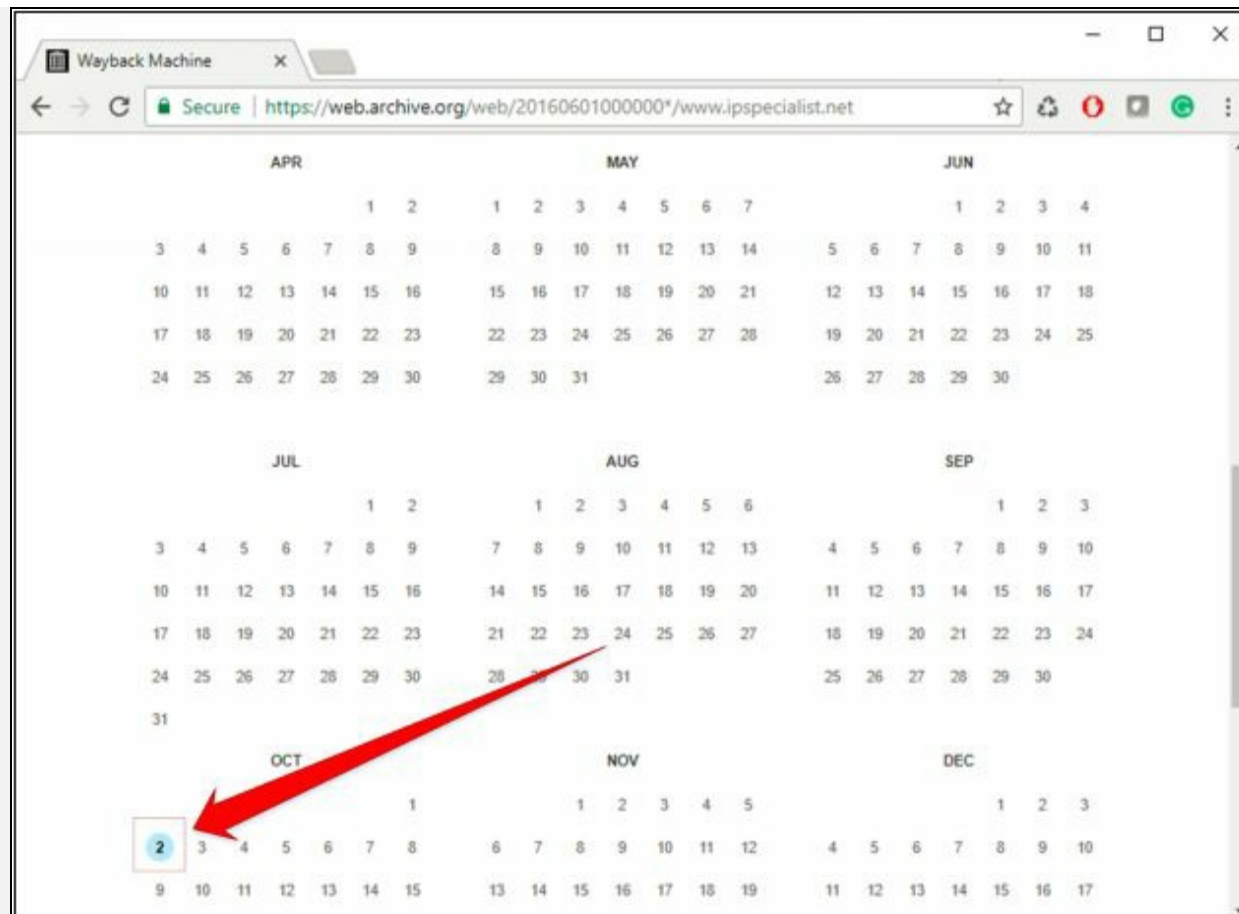 Wayback Machine
Secure | https://web.archive.org/web/20160601000000*/www.ipspecialist.net
APR MAY JUN
1 2 1 2 3 4 5 6 7 1 2 3 4
3 4 5 6 7 8 9 8 9 10 11 12 13 14 5 6 7 8 9 10 11
10 11 12 13 14 15 16 15 16 17 18 19 20 21 12 13 14 15 16 17 18
17 18 19 20 21 22 23 22 23 24 25 26 27 28 19 20 21 22 23 24 25
24 25 26 27 28 29 30 29 30 31 26 27 28 29 30
JUL AUG SEP
1 2 1 2 3 4 5 6 1 2 3
3 4 5 6 7 8 9 7 8 9 10 11 12 13 4 5 6 7 8 9 10
10 11 12 13 14 15 16 14 15 16 17 18 19 20 11 12 13 14 15 16 17
17 18 19 20 21 22 23 21 22 23 24 25 26 27 18 19 20 21 22 23 24
24 25 26 27 28 29 30 28 30 31 25 26 27 28 29 30
31
OCT NOV DEC
1 1 2 3 4 5 1 2 3
2 3 4 5 6 7 8 6 7 8 9 10 11 12 4 5 6 7 8 9 10
9 10 11 12 13 14 15 13 14 15 16 17 18 19 11 12 13 14 15 16 17